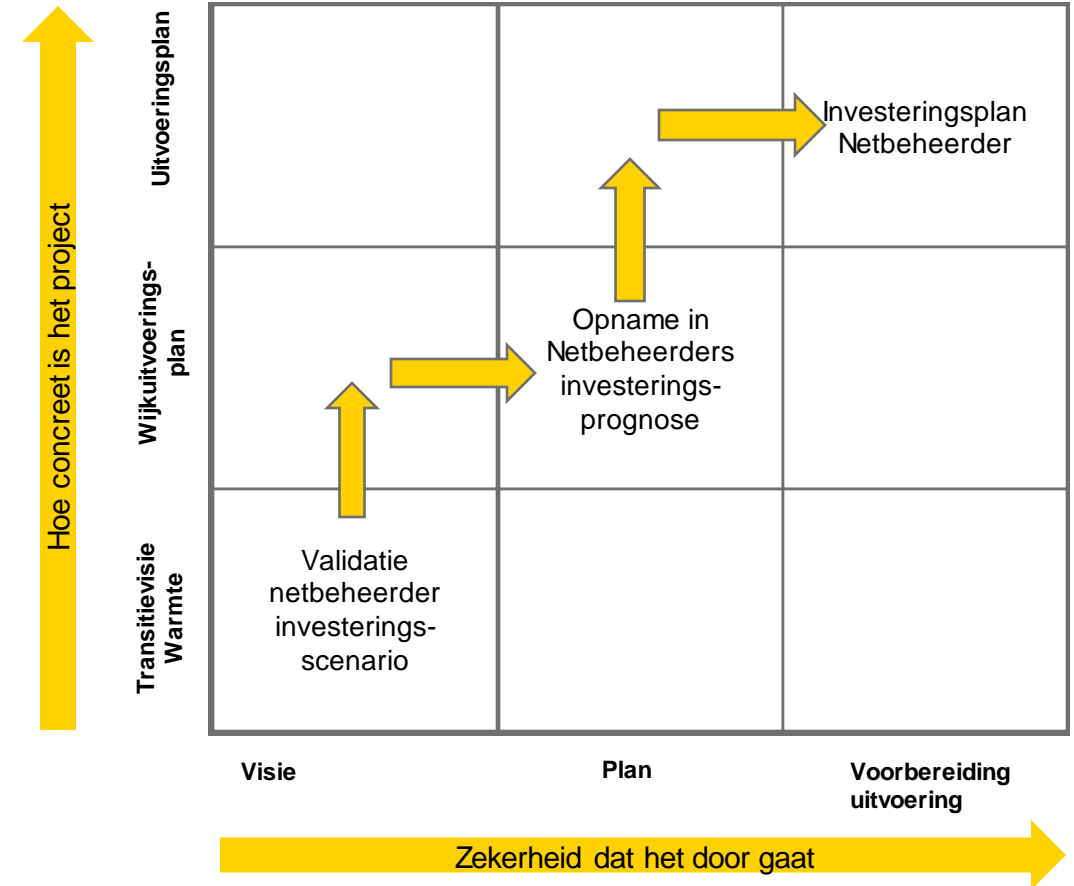 Hoe concreet is het project
Uitvoeringsplan
Wijkuitvoerings-
plan
Transitievisie
Warmte
Investeringsplan
Netbeheerder
Opname in
Netbeheerders
investerings-
prognose
Validatie
netbeheerder
investerings-
scenario
Visie
Plan
Voorbereiding
uitvoering
Zekerheid dat het door gaat